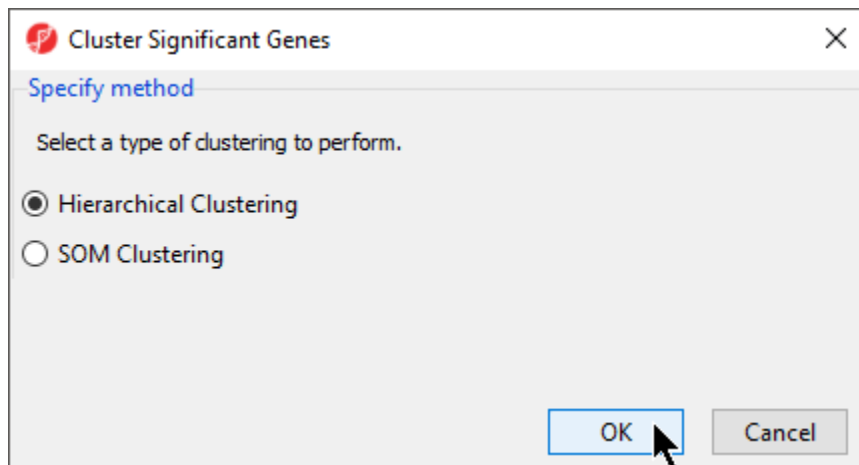 Cluster Significant Genes
Specify method
Select a type of clustering to perform.
Hierarchical Clustering
SOM Clustering
OK
Cancel